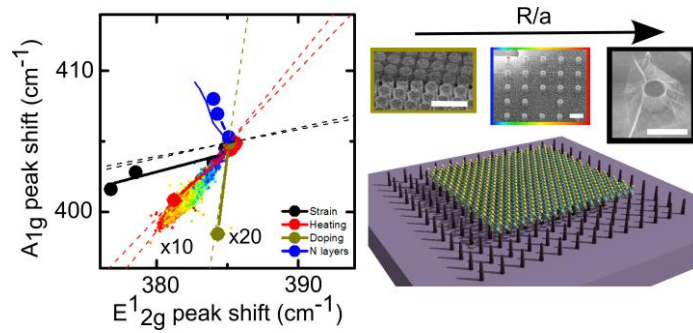 R/a
A1g peak shift (cm-1)
410
400
x10
x20
Strain
Heating
Doping
N layers
380
390
E12g peak shift (cm-1)